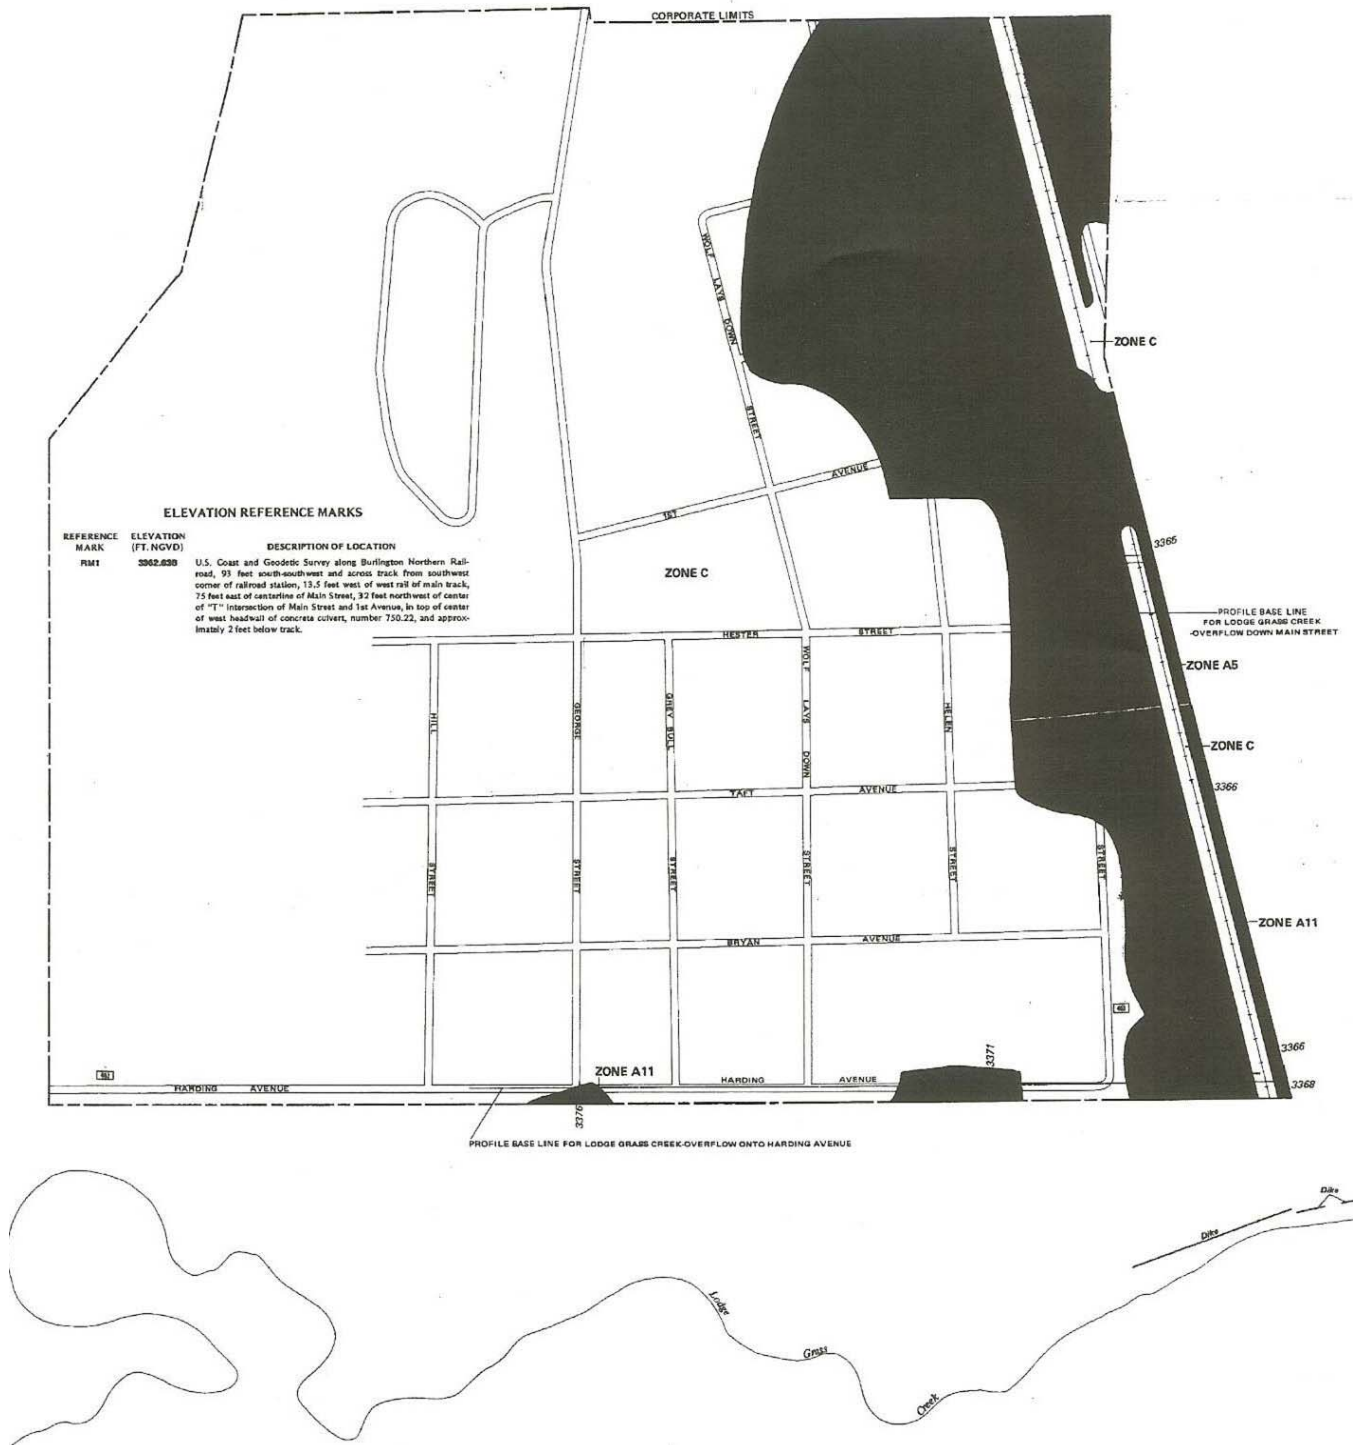 CORPORATE LIMITS
WOLF LAYS DOWN
STREET
ZONE C
1ST AVENUE
ELEVATION REFERENCE MARKS
REFERENCE MARK
ELEVATION (FT. NGVD)
DESCRIPTION OF LOCATION
RM1
3362.638
U.S. Coast and Geodetic Survey along Burlington Northern Rail-
road, 93 feet south-southwest and across track from southwest
corner of railroad station, 13.5 feet west of west rail of main track,
75 feet east of centerline of Main Street, 32 feet northwest of center
of "T" intersection of Main Street and 1st Avenue, in top of center
of west headwall of concrete culvert, number 750.22, and approx-
imately 2 feet below track.
ZONE C
3365
PROFILE BASE LINE
FOR LODGE GRASS CREEK
-OVERFLOW DOWN MAIN STREET
HESTER STREET
ZONE A5
HILL
GEORGE
GREY BULL
WOLF LAYS DOWN
HELEN
ZONE C
3366
TAFT AVENUE
STREET
STREET
STREET
STREET
STREET
STREET
ZONE A11
BRYAN AVENUE
3371
3366
ZONE A11
HARDING AVENUE
HARDING AVENUE
3368
3376
PROFILE BASE LINE FOR LODGE GRASS CREEK-OVERFLOW ONTO HARDING AVENUE
Dike
Dike
Lodge
Grass
Creek